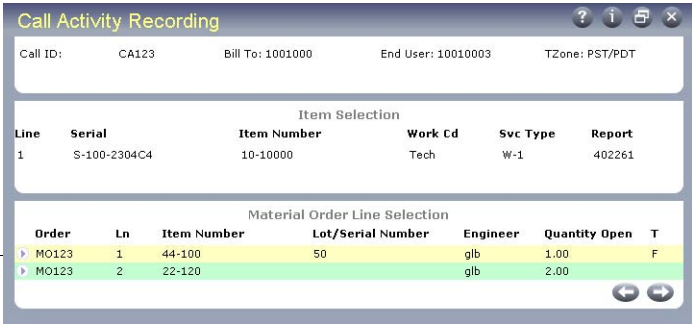 Call Activity Recording
Call ID: CA123 Bill To: 1001000 End User: 10010003 TZone: PST/PDT
Item Selection
Line Serial Item Number Work Cd Svc Type Report
1 S-100-2304C4 10-10000 Tech W-1 402261
Material Order Line Selection
Order Ln Item Number Lot/Serial Number Engineer Quantity Open T
MO123 1 44-100 50 glb 1.00 F
MO123 2 22-120 glb 2.00